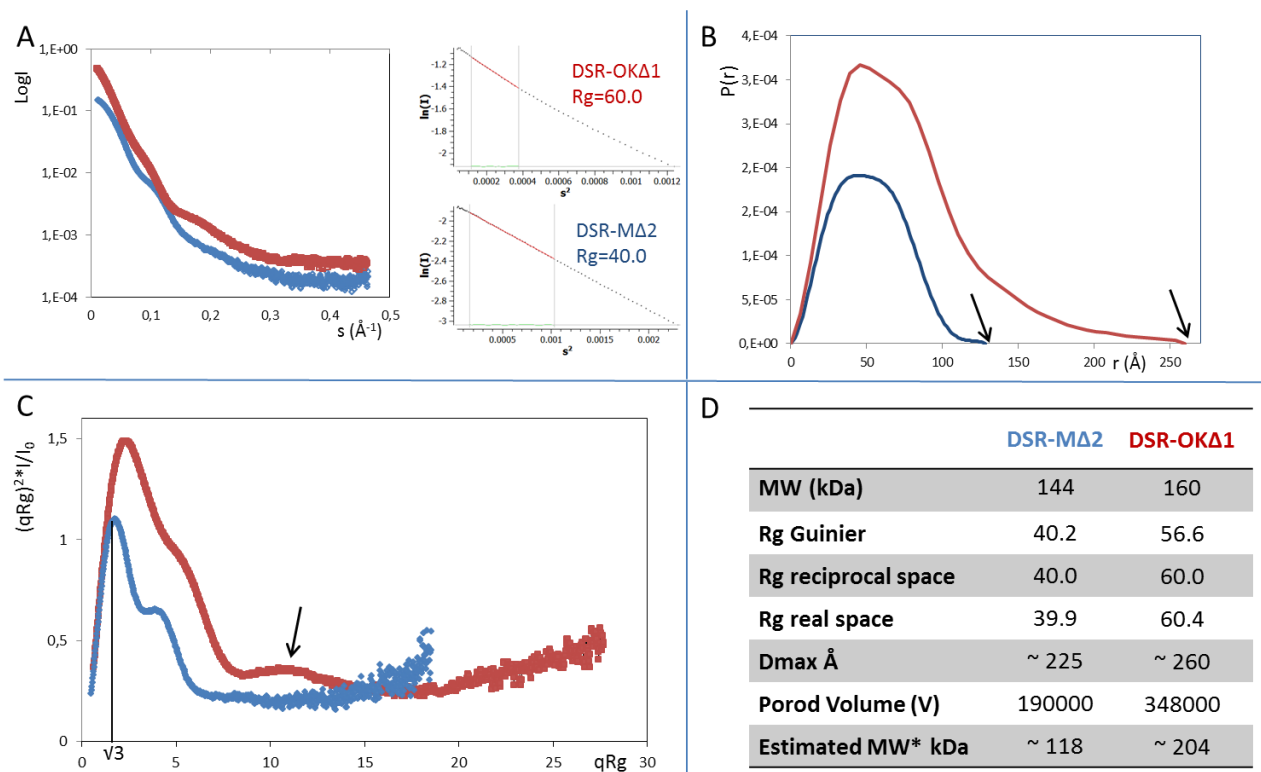 A
LogI
1,E+00
1,E-01
1,E-02
1,E-03
1,E-04
0
0,1
0,2
0,3
0,4
0,5
s (Å-1)
DSR-OKΔ1
Rg=60.0
ln(I)
-1.2
-1.4
-1.6
-1.8
-2
0.0002 0.0004 0.0006 0.0008 0.001 0.0012
s²
DSR-MΔ2
Rg=40.0
ln(I)
-2
-2.2
-2.4
-2.6
-2.8
-3
0.0005 0.001 0.0015 0.002
s²
B
P(r)
4,E-04
3,E-04
3,E-04
2,E-04
2,E-04
1,E-04
5,E-05
0,E+00
0 50 100 150 200 250
r (Å)
C
(qRg)2*I/I0
1,5
1
0,5
0
0 5 10 15 20 25 30
√3
qRg
D
DSR-MΔ2 DSR-OKΔ1
MW (kDa) 144 160
Rg Guinier 40.2 56.6
Rg reciprocal space 40.0 60.0
Rg real space 39.9 60.4
Dmax Å ~ 225 ~ 260
Porod Volume (V) 190000 348000
Estimated MW* kDa ~ 118 ~ 204